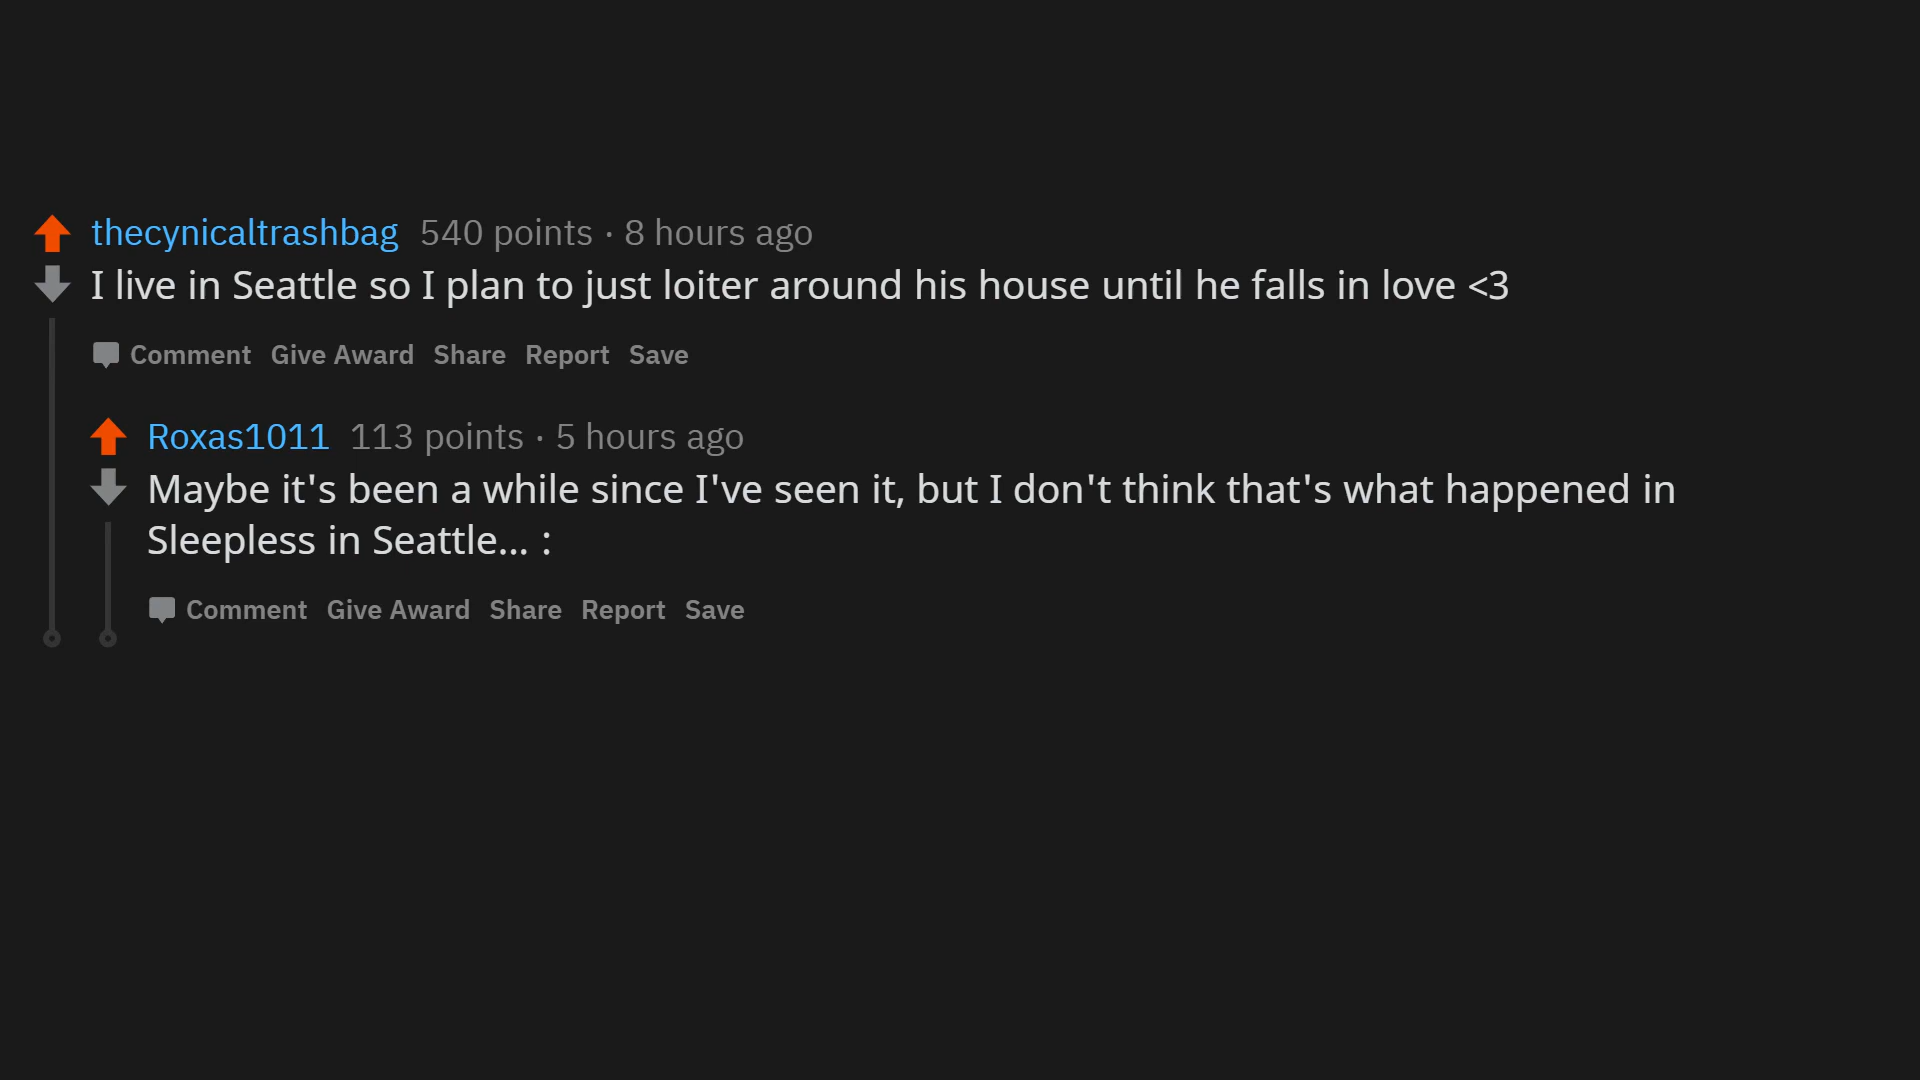 thecynicaltrashbag 540 points · 8 hours ago
I live in Seattle so I plan to just loiter around his house until he falls in love <3
Comment Give Award Share Report Save
Roxas1011 113 points · 5 hours ago
Maybe it's been a while since I've seen it, but I don't think that's what happened in
Sleepless in Seattle... :
Comment Give Award Share Report Save